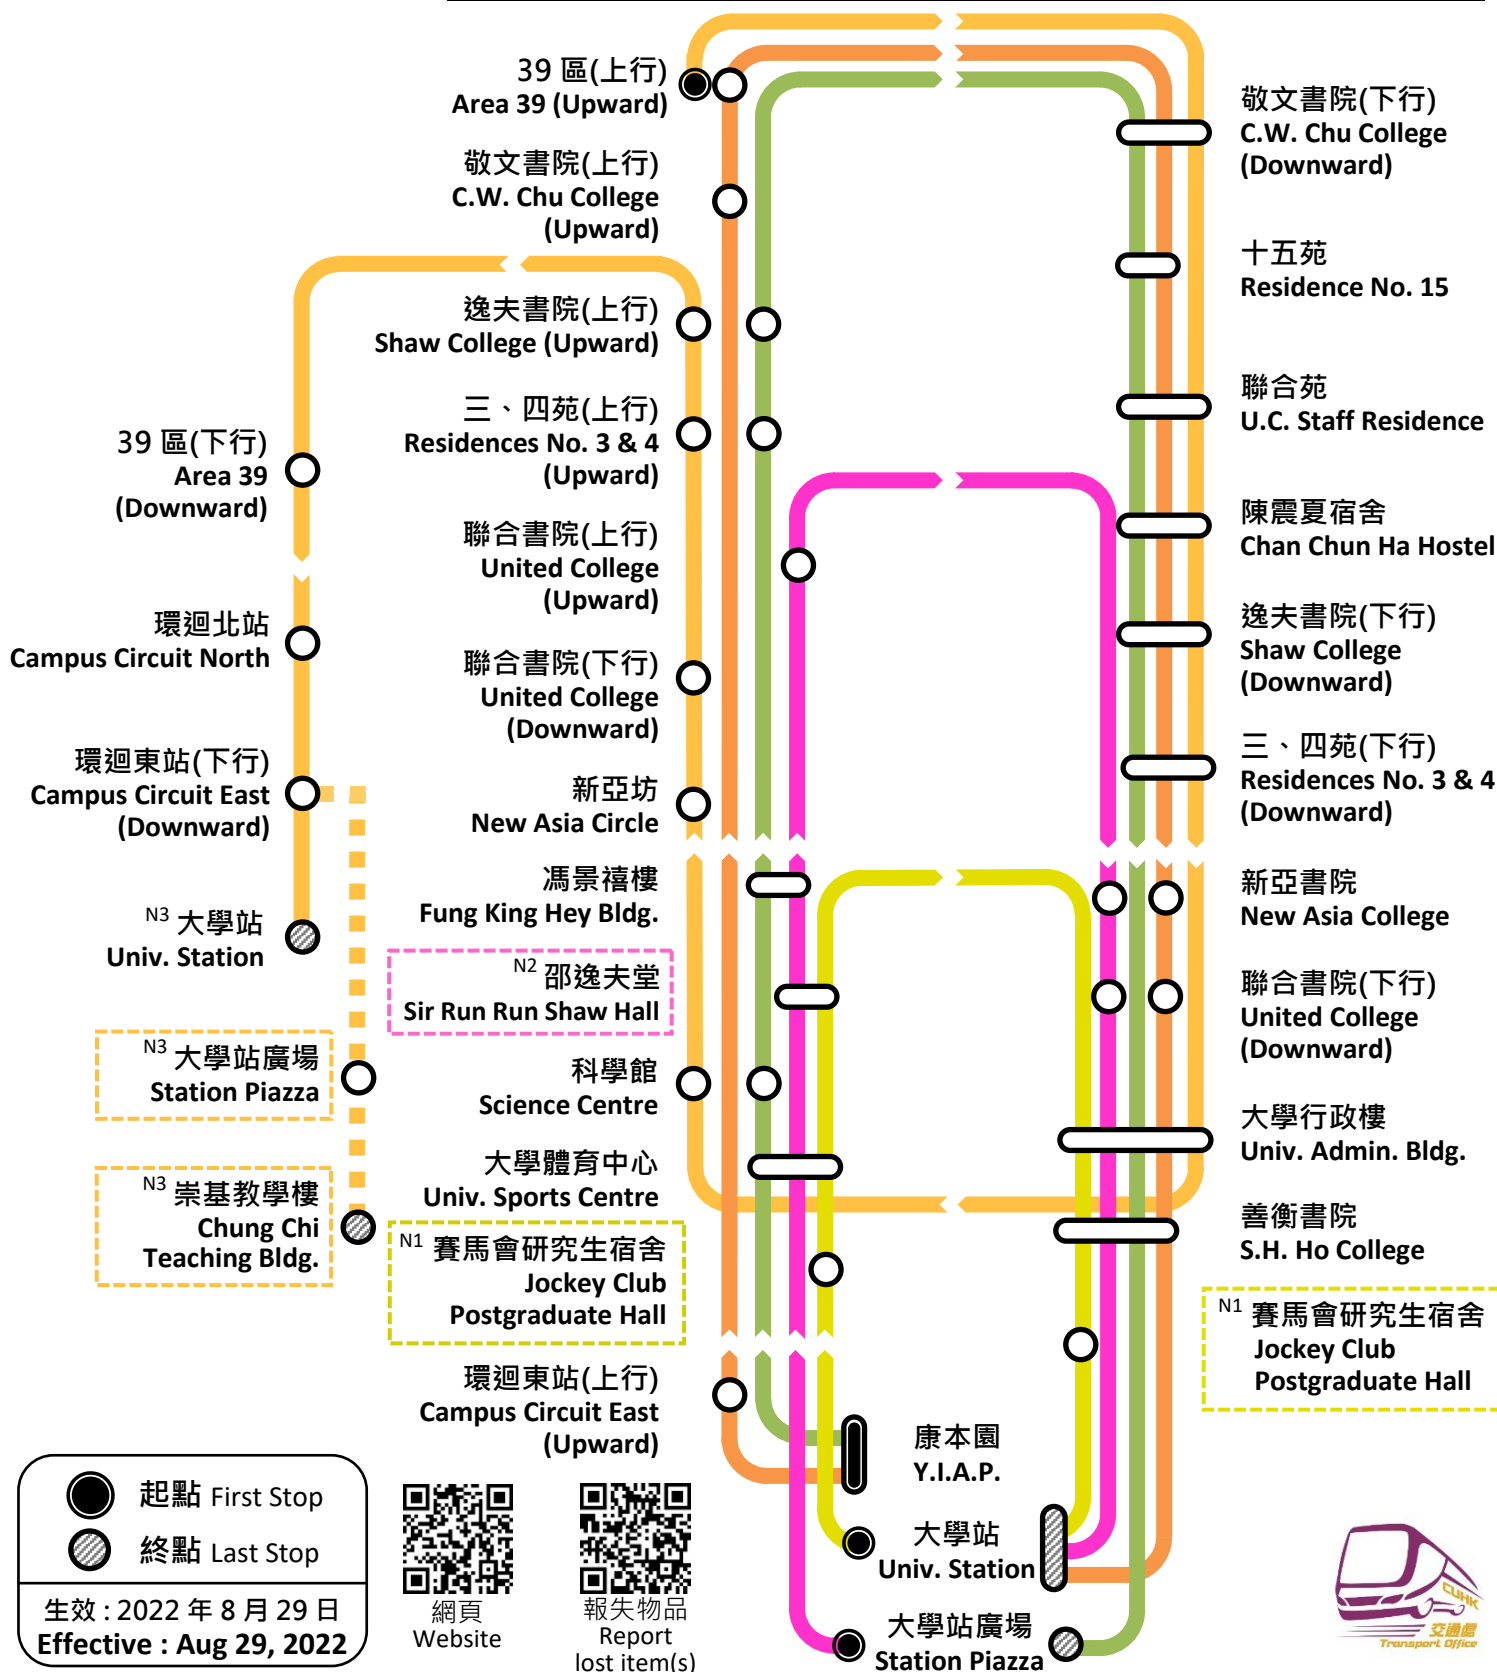 39 區(上行)
Area 39 (Upward)
敬文書院(上行)
C.W. Chu College
(Upward)
逸夫書院(上行)
Shaw College (Upward)
三、四苑(上行)
Residences No. 3 & 4
(Upward)
聯合書院(上行)
United College
(Upward)
聯合書院(下行)
United College
(Downward)
新亞坊
New Asia Circle
馮景禧樓
Fung King Hey Bldg.
N2 邵逸夫堂
Sir Run Run Shaw Hall
科學館
Science Centre
大學體育中心
Univ. Sports Centre
N1 賽馬會研究生宿舍
Jockey Club
Postgraduate Hall
環迴東站(上行)
Campus Circuit East
(Upward)
39 區(下行)
Area 39
(Downward)
環迴北站
Campus Circuit North
環迴東站(下行)
Campus Circuit East
(Downward)
N3 大學站
Univ. Station
N3 大學站廣場
Station Piazza
N3 崇基教學樓
Chung Chi
Teaching Bldg.
敬文書院(下行)
C.W. Chu College
(Downward)
十五苑
Residence No. 15
聯合苑
U.C. Staff Residence
陳震夏宿舍
Chan Chun Ha Hostel
逸夫書院(下行)
Shaw College
(Downward)
三、四苑(下行)
Residences No. 3 & 4
(Downward)
新亞書院
New Asia College
聯合書院(下行)
United College
(Downward)
大學行政樓
Univ. Admin. Bldg.
善衡書院
S.H. Ho College
N1 賽馬會研究生宿舍
Jockey Club
Postgraduate Hall
康本園
Y.I.A.P.
大學站
Univ. Station
大學站廣場
Station Piazza
起點 First Stop
終點 Last Stop
生效 : 2022 年 8 月 29 日
Effective : Aug 29, 2022
網頁
Website
報失物品
Report
lost item(s)
CUHK
交通處
Transport Office